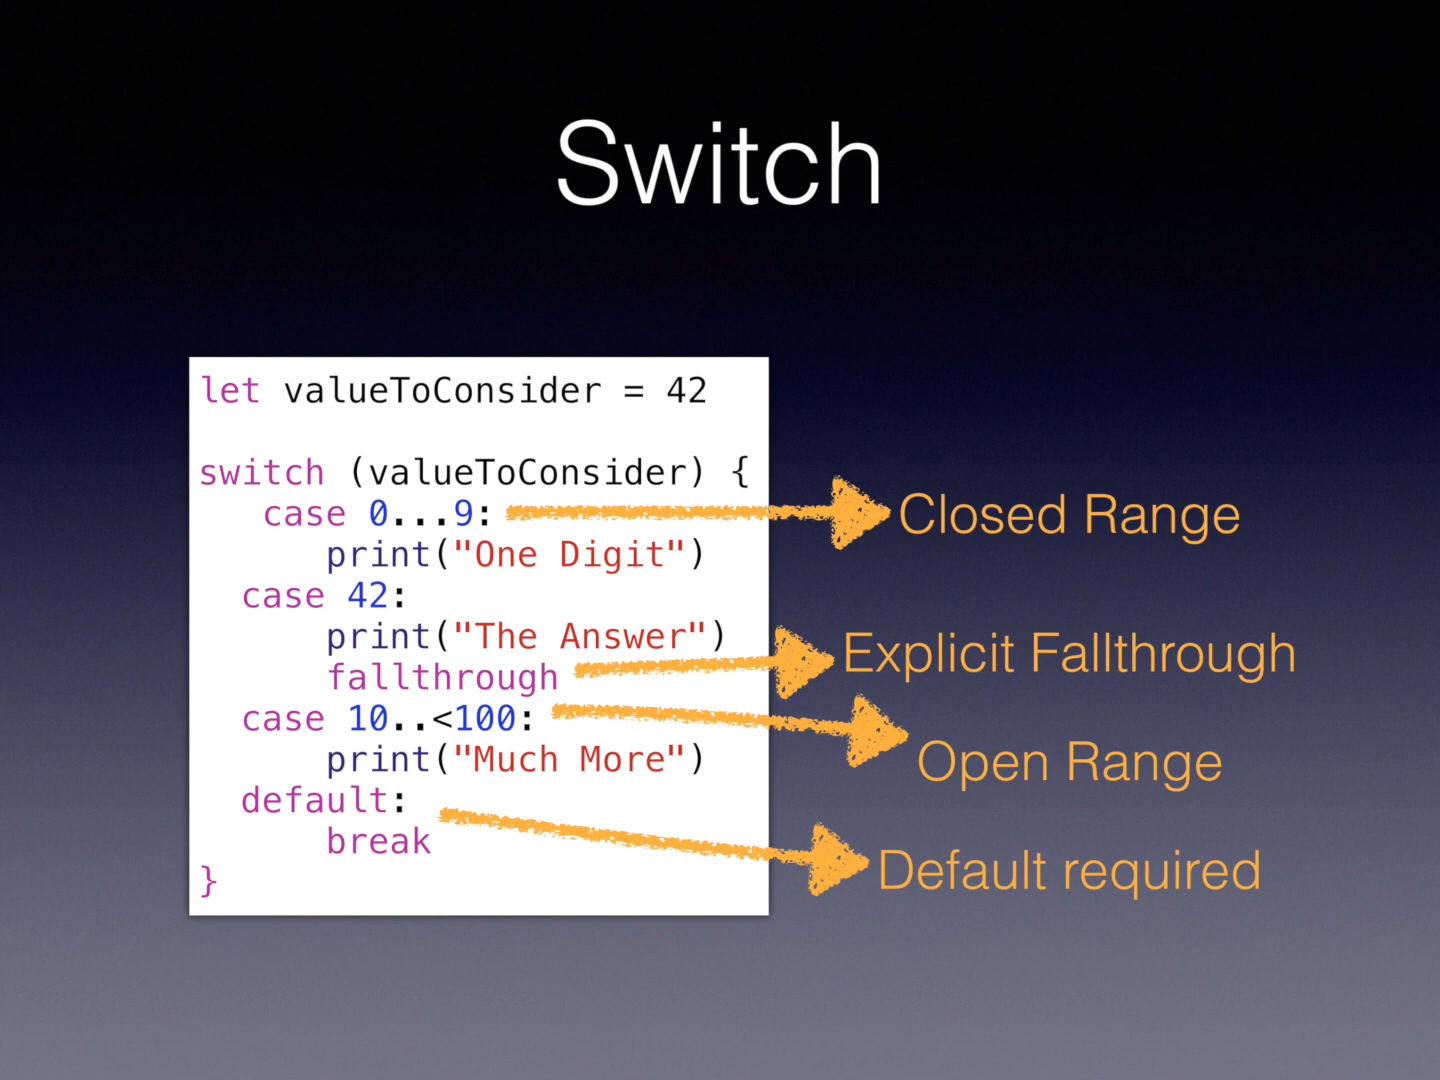 Switch
let valueToConsider = 42
switch (valueToConsider) {
case 0...9:
print("One Digit")
case 42:
print("The Answer")
fallthrough
case 10..<100:
print("Much More")
default:
break
}
Closed Range
Explicit Fallthrough
Open Range
Default required